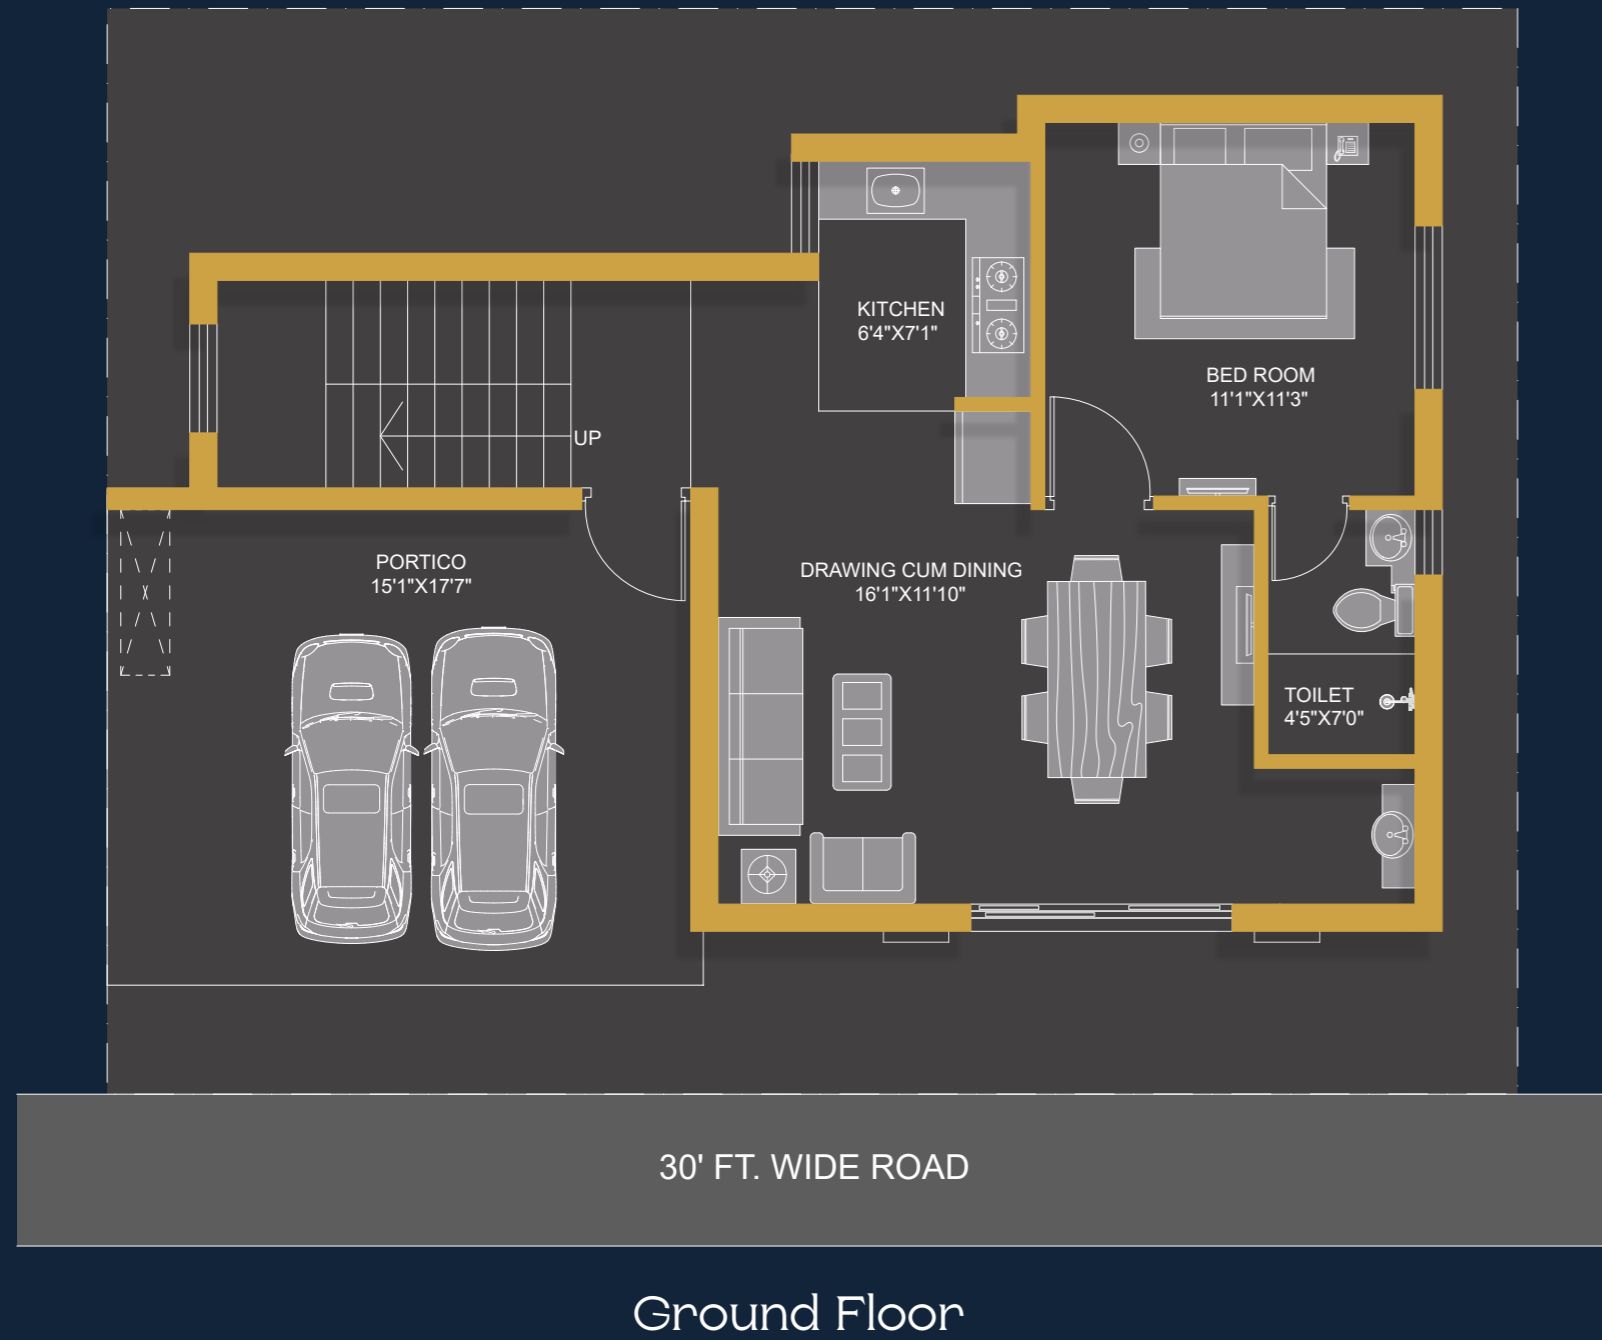 KITCHEN
6'4"X7'1"
BED ROOM
11'1"X11'3"
UP
PORTICO
15'1"X17'7"
DRAWING CUM DINING
16'1"X11'10"
TOILET
4'5"X7'0"
30' FT. WIDE ROAD
Ground Floor